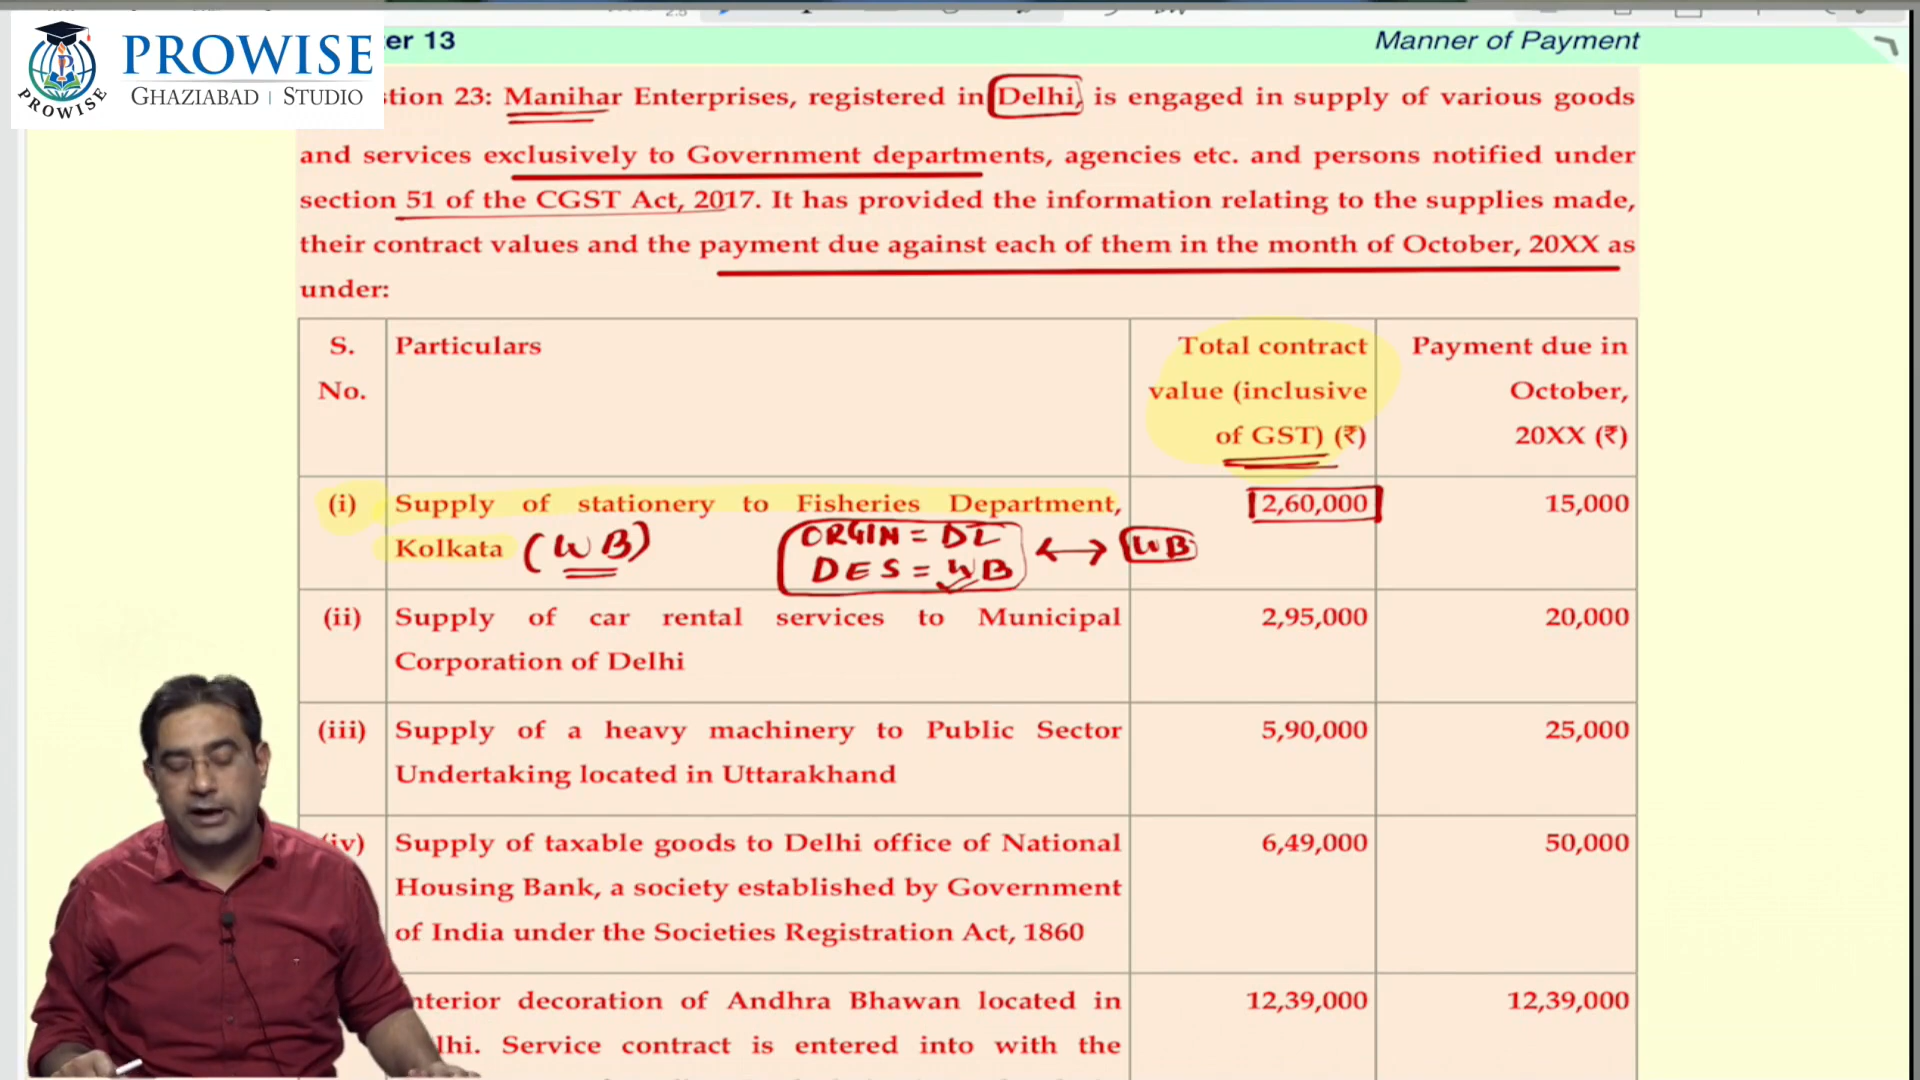 PROWISE
GHAZIABAD | STUDIO
PROWISE
er 13
Manner of Payment
tion 23: Manihar Enterprises, registered in Delhi, is engaged in supply of various goods
and services exclusively to Government departments, agencies etc. and persons notified under
section 51 of the CGST Act, 2017. It has provided the information relating to the supplies made,
their contract values and the payment due against each of them in the month of October, 20XX as
under:
S. No.
Particulars
Total contract value (inclusive of GST) (₹)
Payment due in October, 20XX (₹)
(i) Supply of stationery to Fisheries Department, 2,60,000 15,000
Kolkata (WB)
ORGIN = DL
DES = WB
WB
(ii) Supply of car rental services to Municipal 2,95,000 20,000
Corporation of Delhi
(iii) Supply of a heavy machinery to Public Sector 5,90,000 25,000
Undertaking located in Uttarakhand
(iv) Supply of taxable goods to Delhi office of National 6,49,000 50,000
Housing Bank, a society established by Government
of India under the Societies Registration Act, 1860
nterior decoration of Andhra Bhawan located in 12,39,000 12,39,000
lhi. Service contract is entered into with the